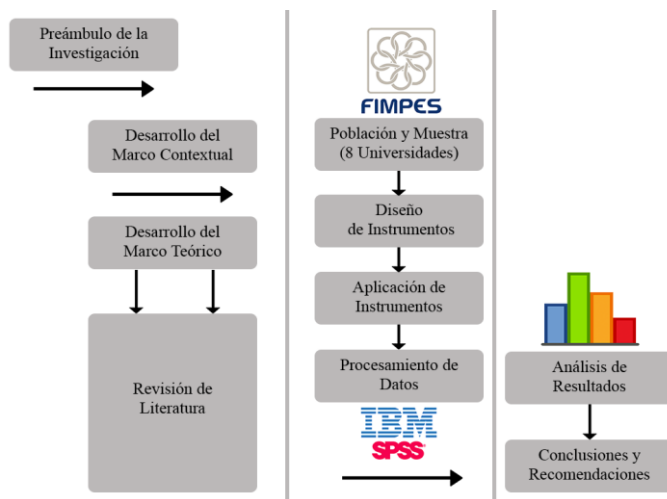 Preámbulo de la
Investigación
Desarrollo del
Marco Contextual
Desarrollo del
Marco Teórico
Revisión de
Literatura
FIMPES
Población y Muestra
(8 Universidades)
Diseño
de Instrumentos
Aplicación de
Instrumentos
Procesamiento de
Datos
IBM
SPSS
Análisis de
Resultados
Conclusiones y
Recomendaciones